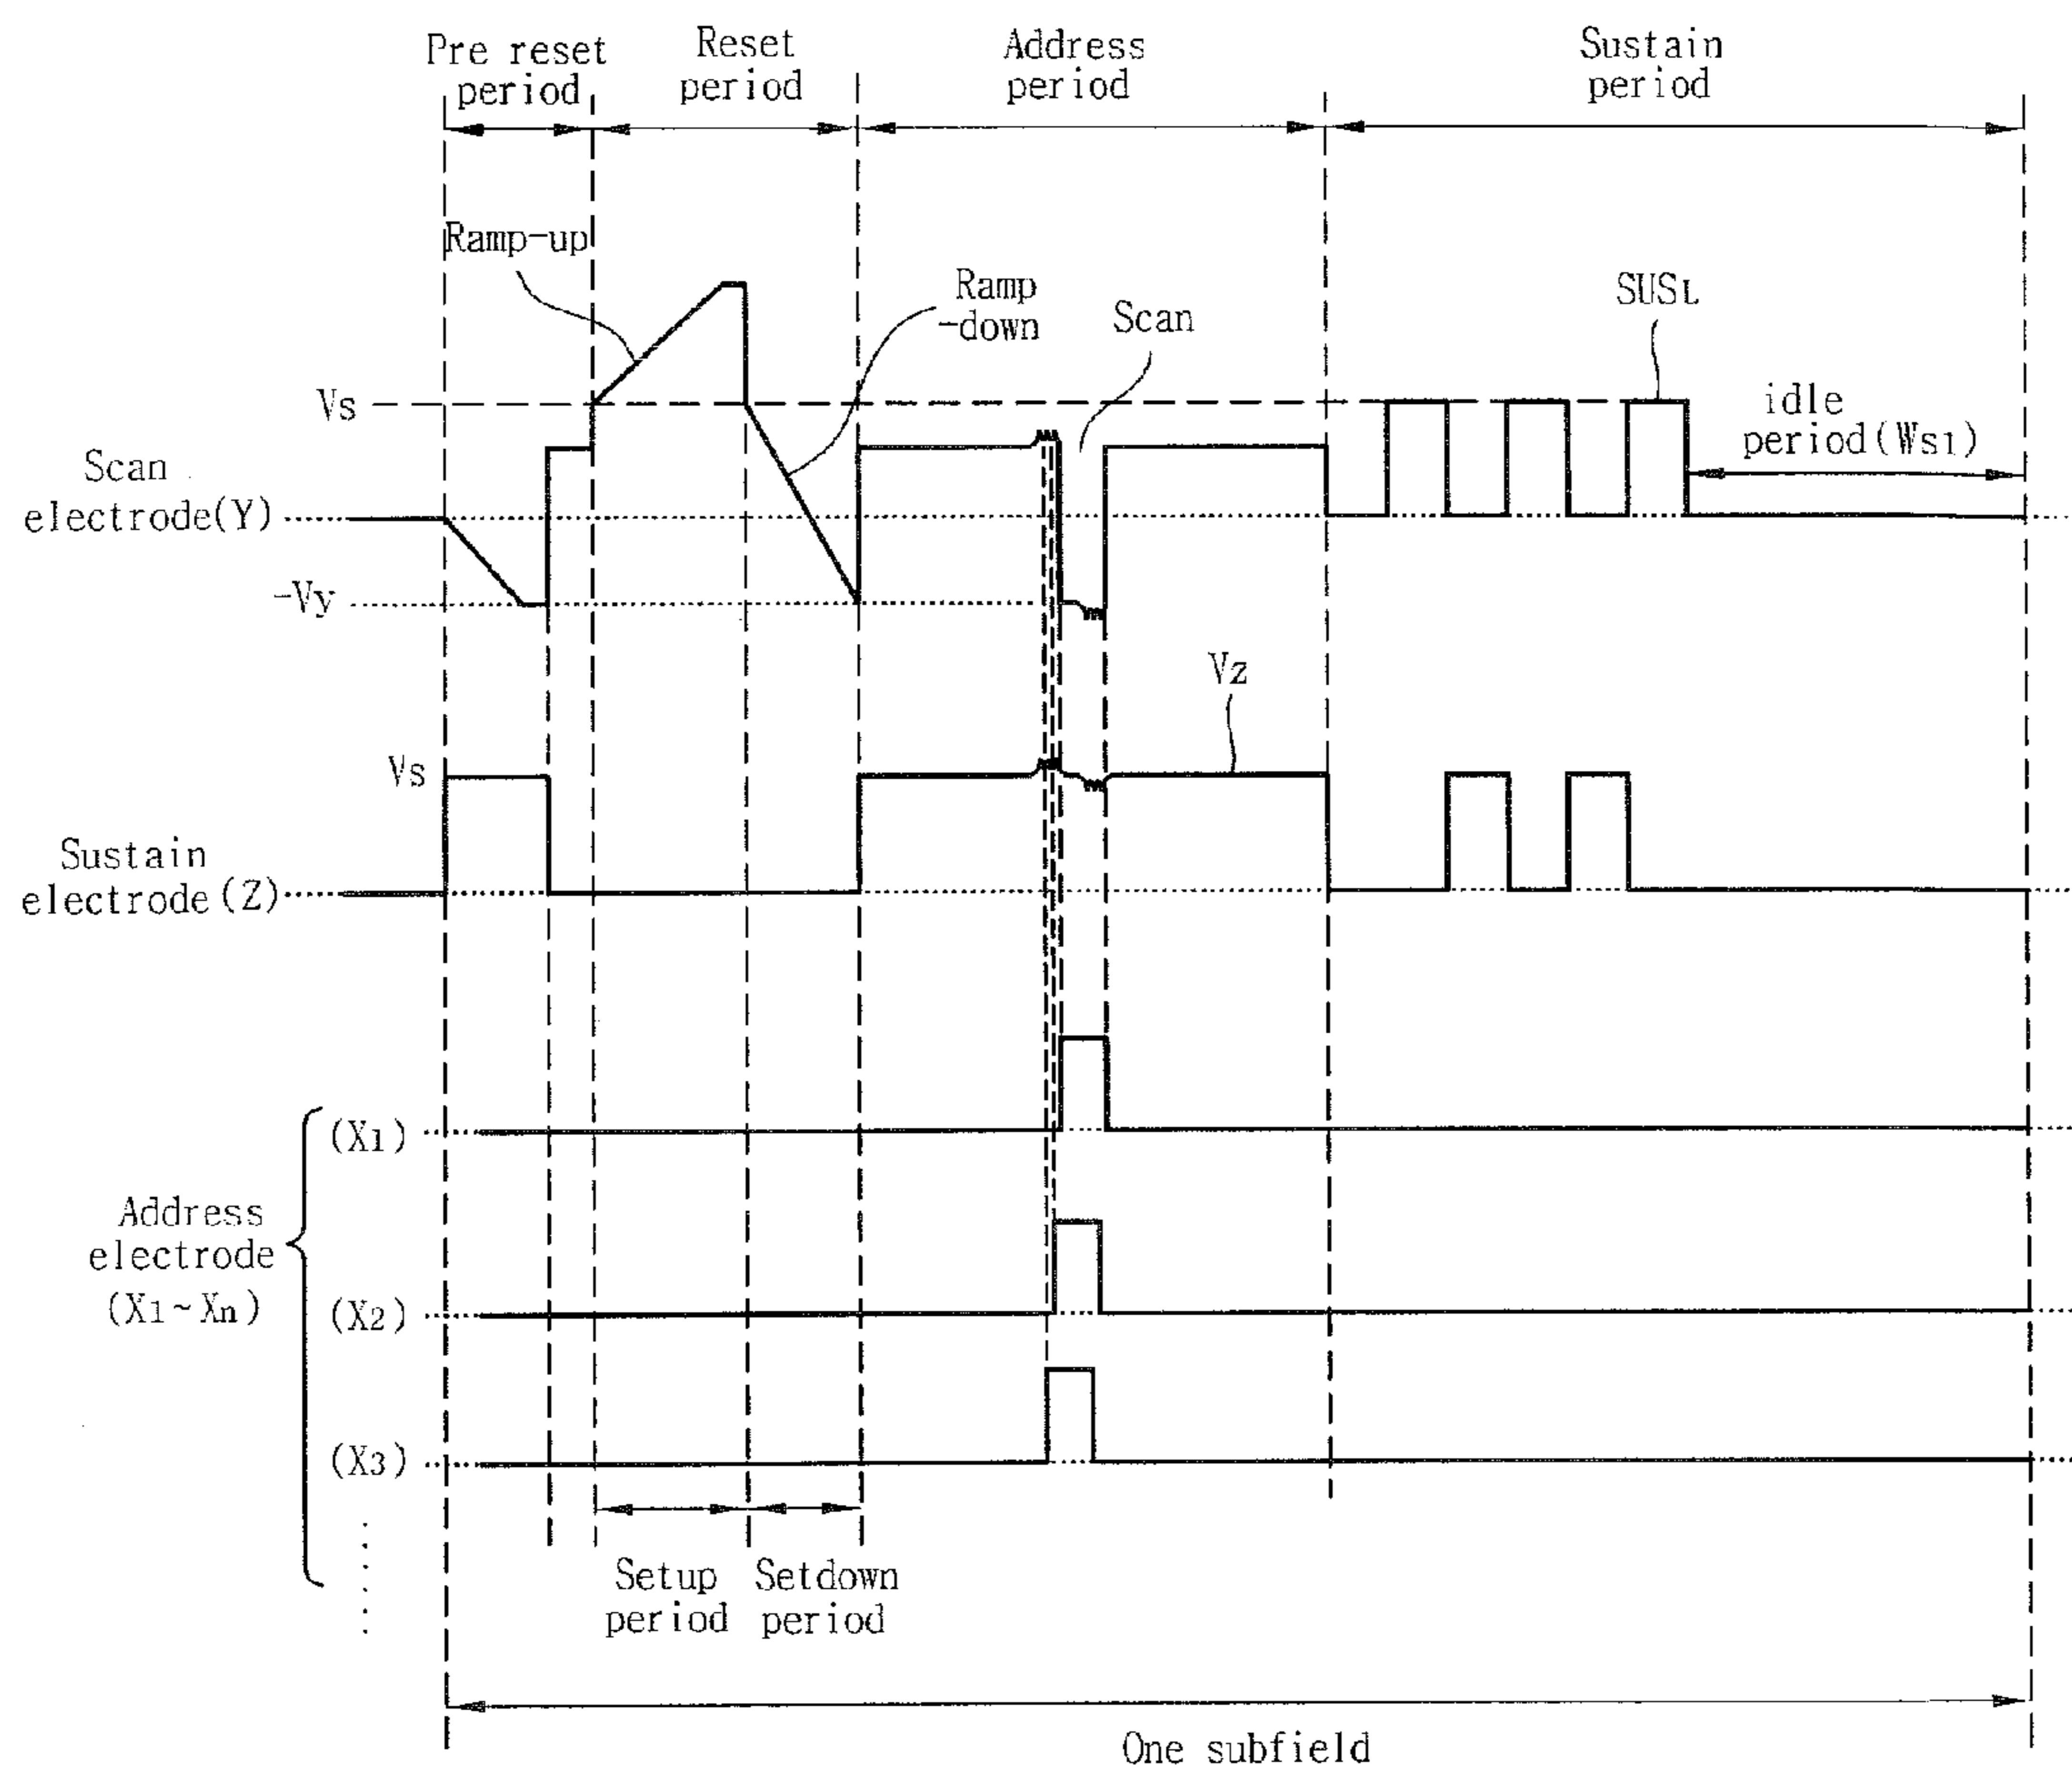 Pre reset
period
Reset
period
Address
period
Sustain
period
Ramp-up
Ramp
-down
Scan
SUSL
idle
period(Ws1)
Vs
Scan
electrode(Y)
-Vy
Vz
Vs
Sustain
electrode(Z)
(X1)
Address
electrode
(X1~Xn)
(X2)
(X3)
Setup
period
Setdown
period
One subfield